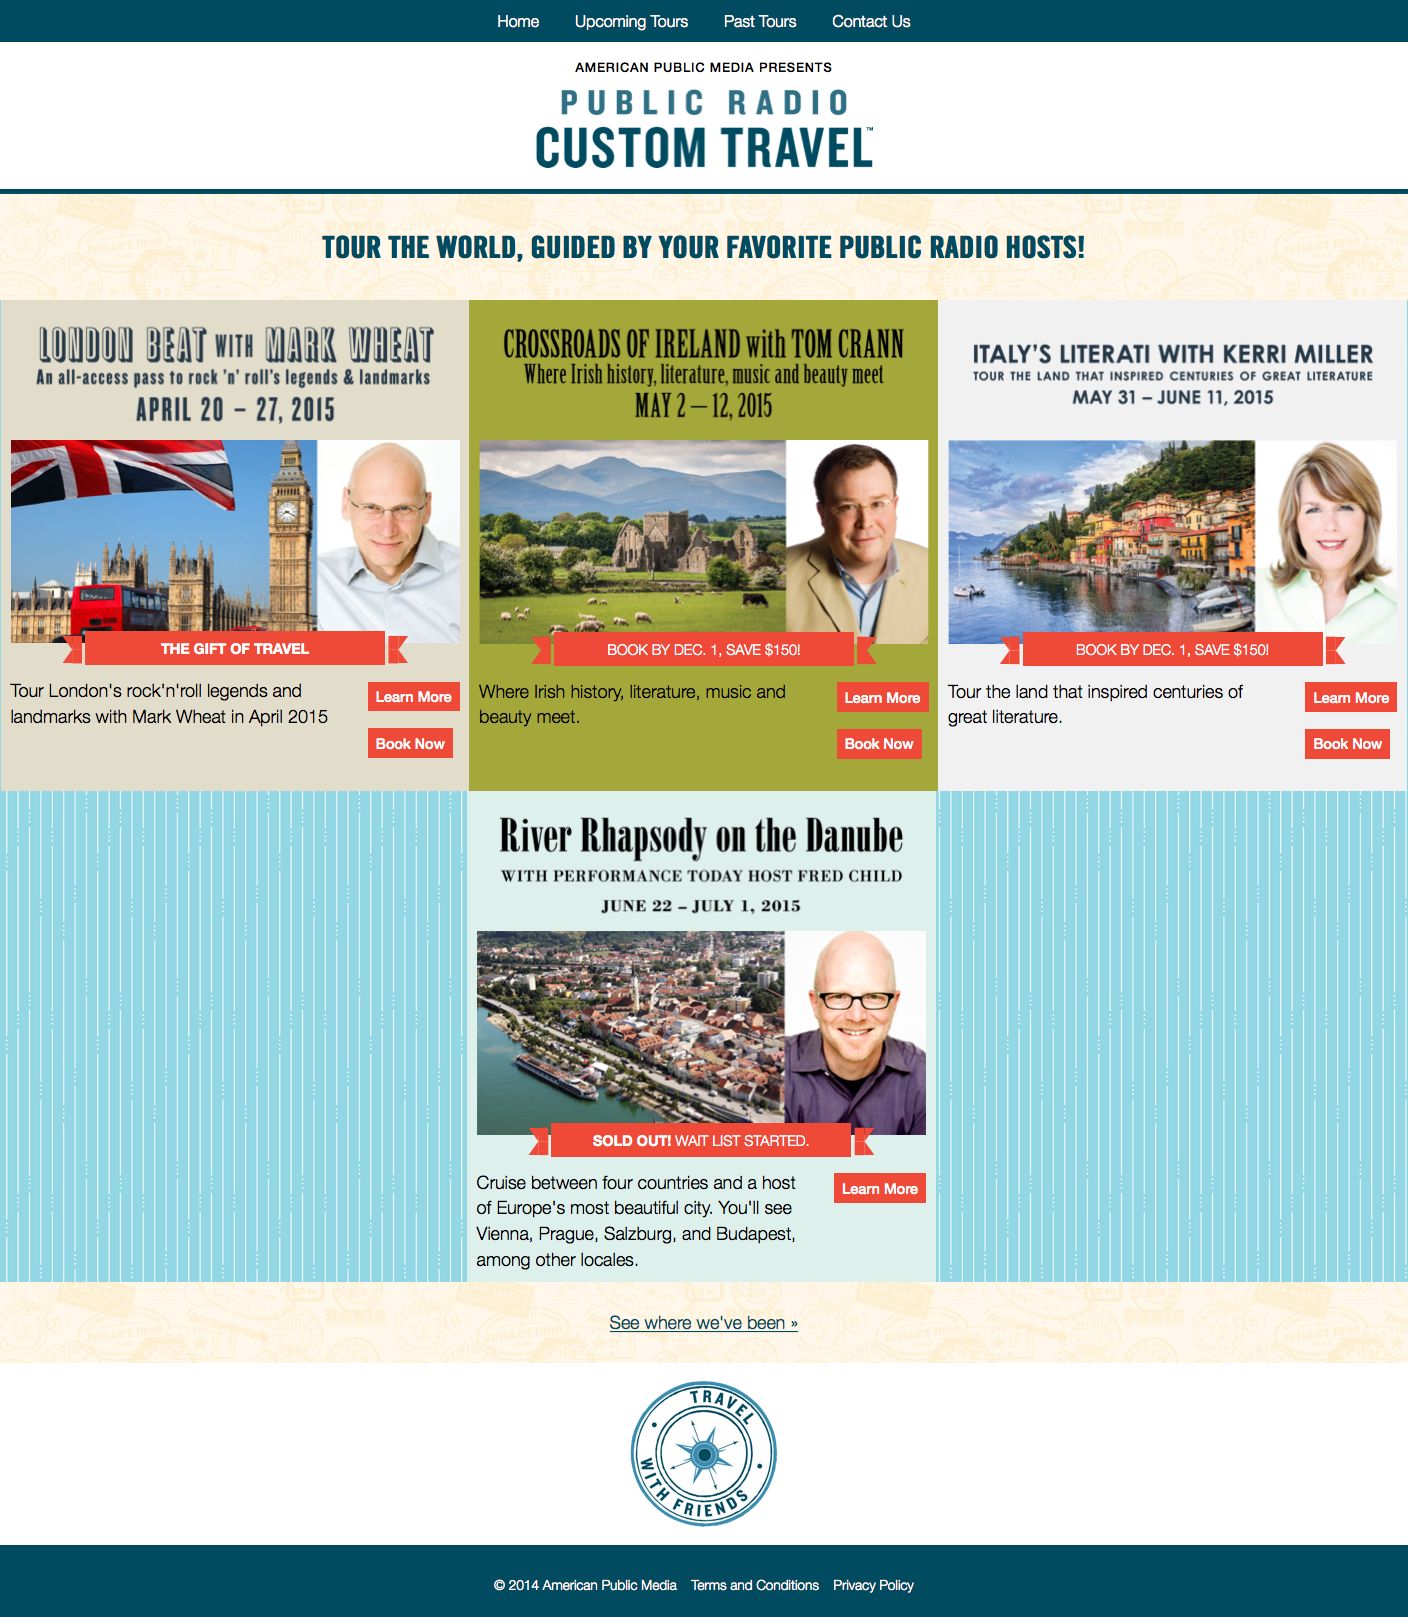 Home Upcoming Tours Past Tours Contact Us
AMERICAN PUBLIC MEDIA PRESENTS
PUBLIC RADIO
CUSTOM TRAVEL™
TOUR THE WORLD, GUIDED BY YOUR FAVORITE PUBLIC RADIO HOSTS!
LONDON BEAT WITH MARK WHEAT
An all-access pass to rock 'n' roll's legends & landmarks
APRIL 20 – 27, 2015
THE GIFT OF TRAVEL
Tour London's rock'n'roll legends and
landmarks with Mark Wheat in April 2015
Learn More
Book Now
CROSSROADS OF IRELAND with TOM CRANN
Where Irish history, literature, music and beauty meet
MAY 2 – 12, 2015
BOOK BY DEC. 1, SAVE $150!
Where Irish history, literature, music and
beauty meet.
Learn More
Book Now
ITALY'S LITERATI WITH KERRI MILLER
TOUR THE LAND THAT INSPIRED CENTURIES OF GREAT LITERATURE
MAY 31 – JUNE 11, 2015
BOOK BY DEC. 1, SAVE $150!
Tour the land that inspired centuries of
great literature.
Learn More
Book Now
River Rhapsody on the Danube
WITH PERFORMANCE TODAY HOST FRED CHILD
JUNE 22 – JULY 1, 2015
SOLD OUT! WAIT LIST STARTED.
Cruise between four countries and a host
of Europe's most beautiful city. You'll see
Vienna, Prague, Salzburg, and Budapest,
among other locales.
Learn More
See where we've been »
TRAVEL
WITH FRIENDS
© 2014 American Public Media Terms and Conditions Privacy Policy